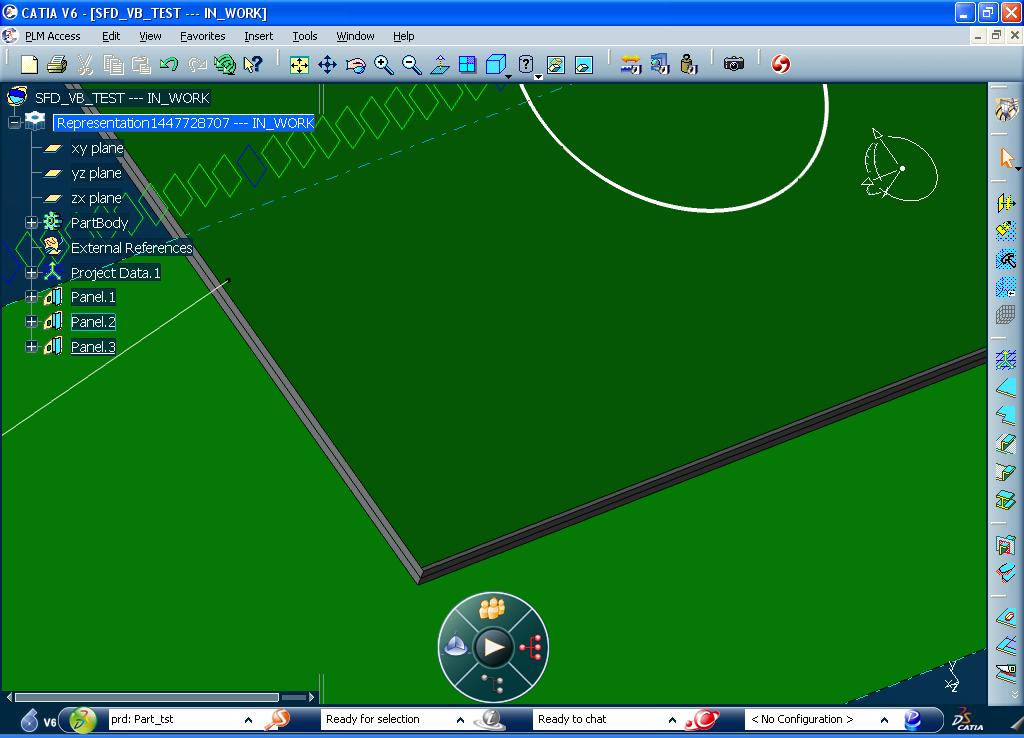 CATIA V6 - [SFD_VB_TEST --- IN_WORK]
PLM Access Edit View Favorites Insert Tools Window Help
SFD_VB_TEST --- IN_WORK
Representation1447728707 --- IN_WORK
xy plane
yz plane
zx plane
PartBody
External References
Project Data.1
Panel.1
Panel.2
Panel.3
z
V6 prd: Part_tst Ready for selection Ready to chat < No Configuration > CATIA